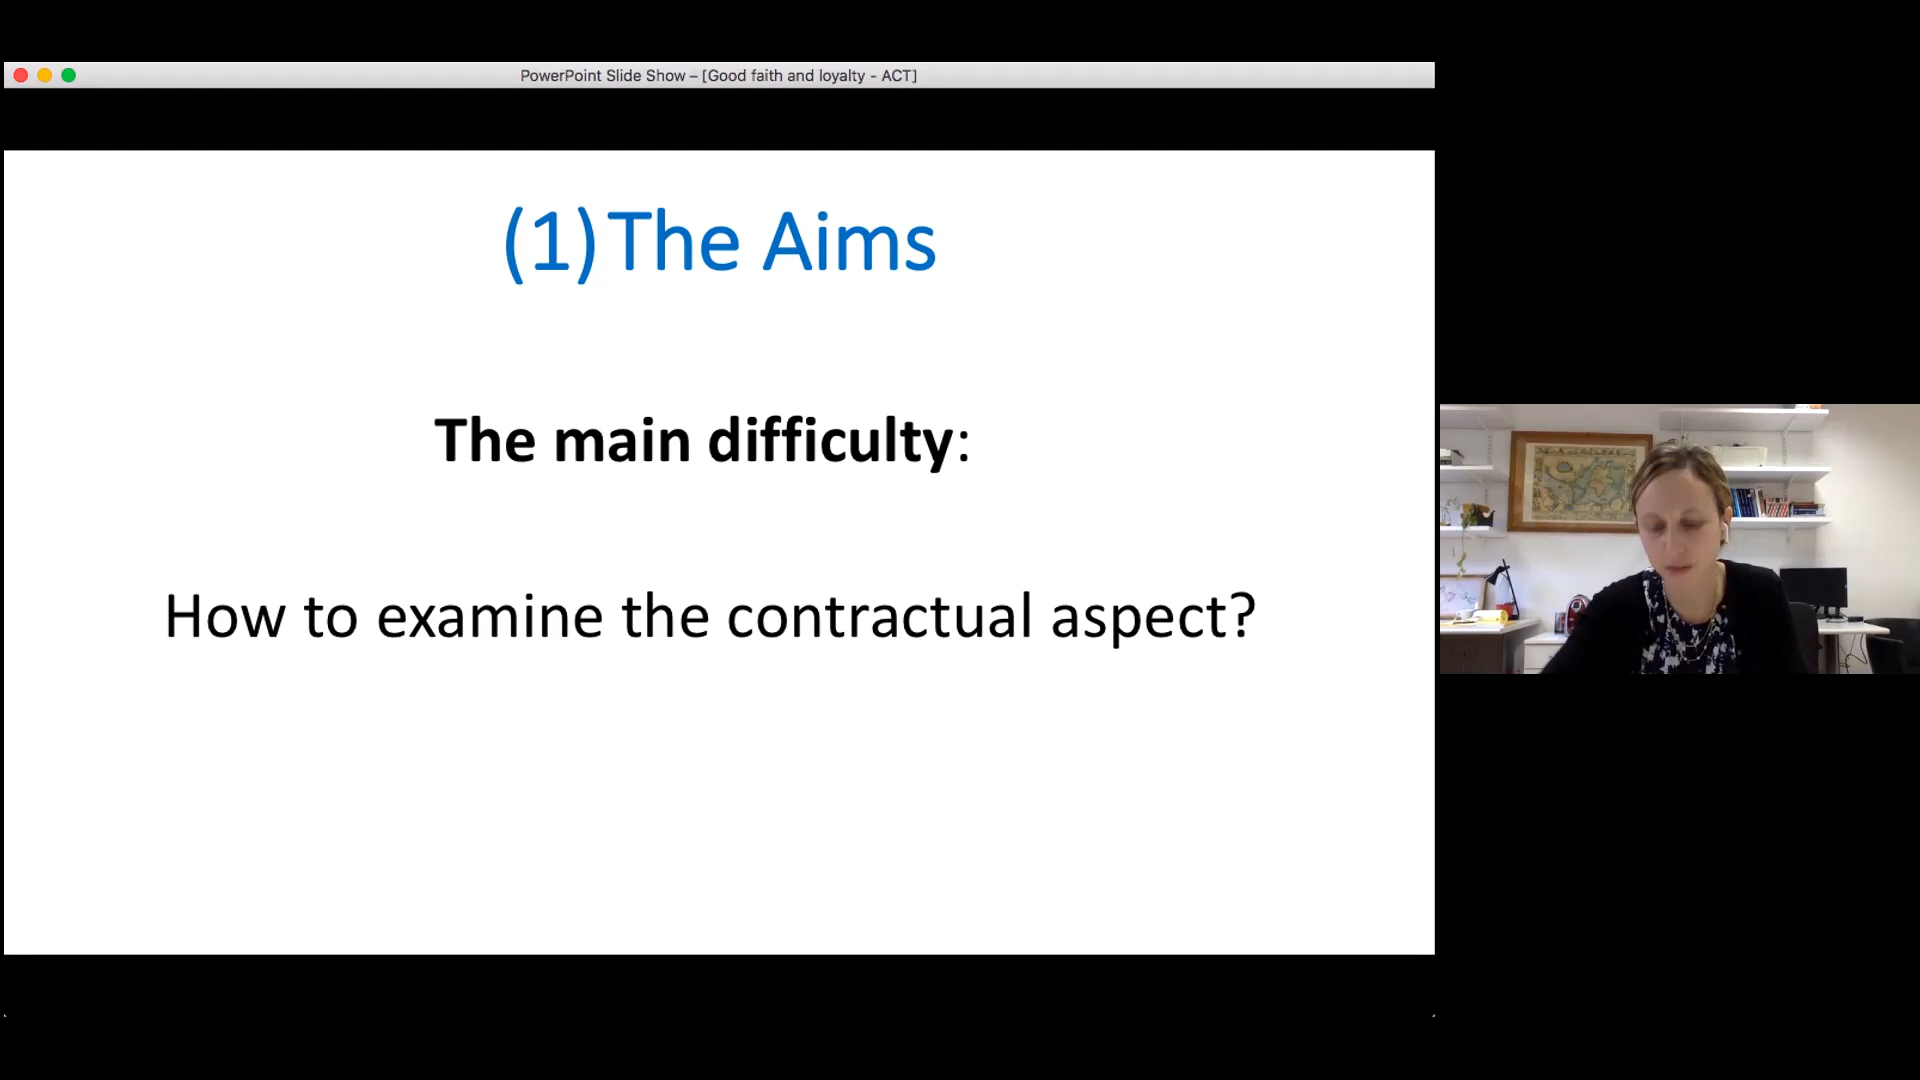 PowerPoint Slide Show – [Good faith and loyalty - ACT]
(1) The Aims
The main difficulty:
How to examine the contractual aspect?